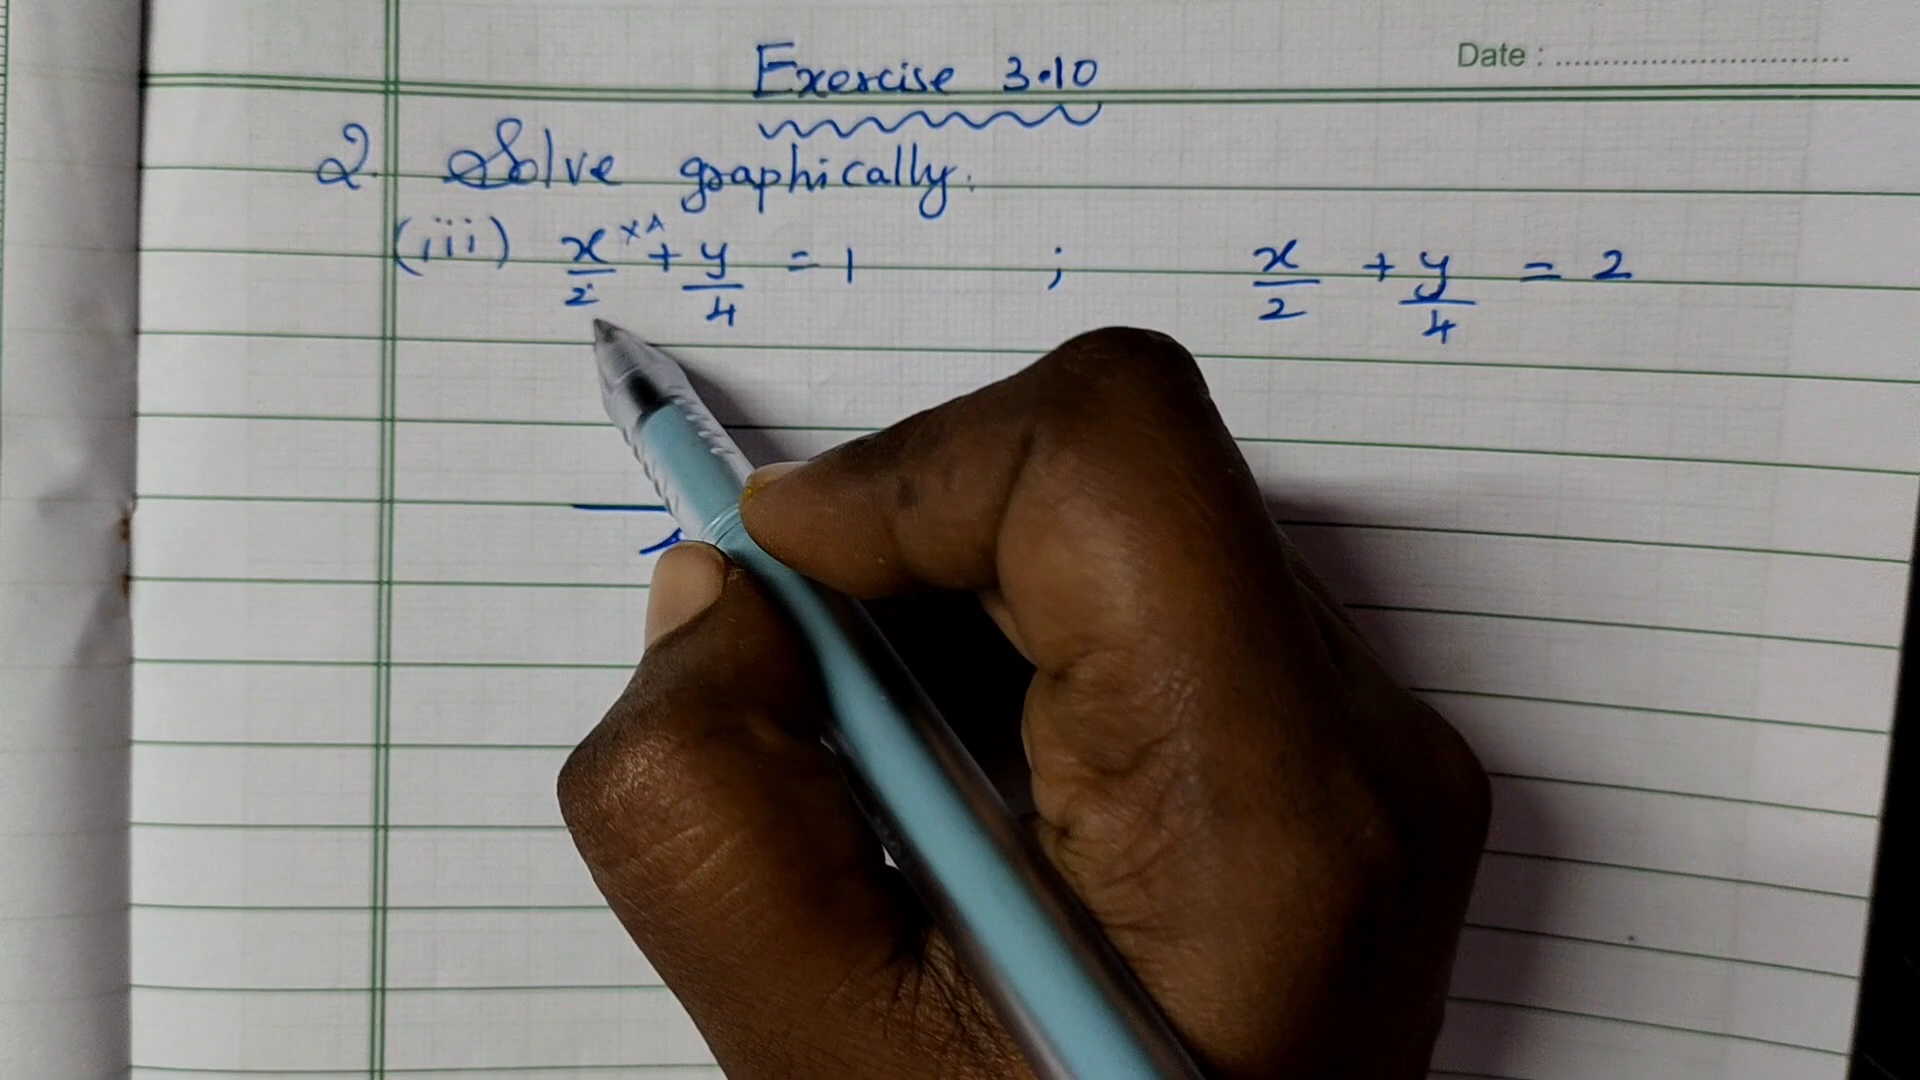 Date :
Exercise 3.10
2. Solve graphically.
(iii) x/2 + y/4 = 1 ; x/2 + y/4 = 2